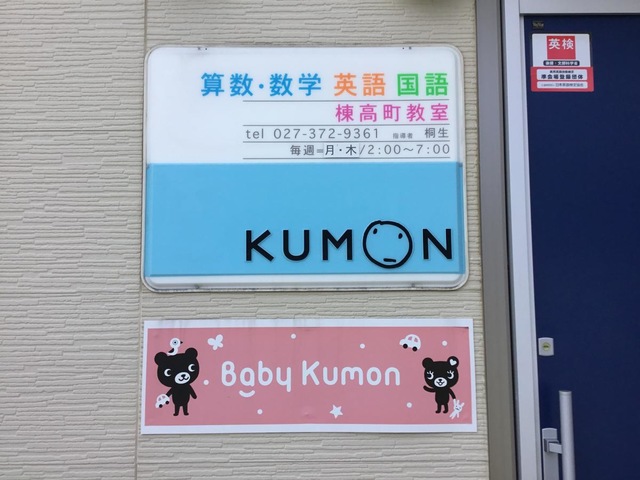 算数・数学 英語 国語
棟高町教室
tel 027-372-9361 指導者 桐生
毎週=月・木/2:00〜7:00
KUMON
Baby Kumon
英検